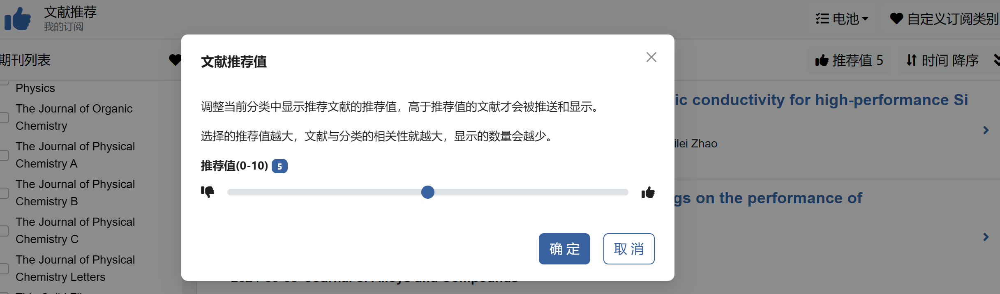 文献推荐
我的订阅
电池
自定义订阅类别
期刊列表
推荐值 5
时间 降序
Physics
The Journal of Organic
Chemistry
The Journal of Physical
Chemistry A
The Journal of Physical
Chemistry B
The Journal of Physical
Chemistry C
The Journal of Physical
Chemistry Letters
文献推荐值
调整当前分类中显示推荐文献的推荐值，高于推荐值的文献才会被推送和显示。
选择的推荐值越大，文献与分类的相关性就越大，显示的数量会越少。
推荐值(0-10) 5
确 定
取 消
ic conductivity for high-performance Si
ilei Zhao
gs on the performance of
Journal of Alloys and Compounds